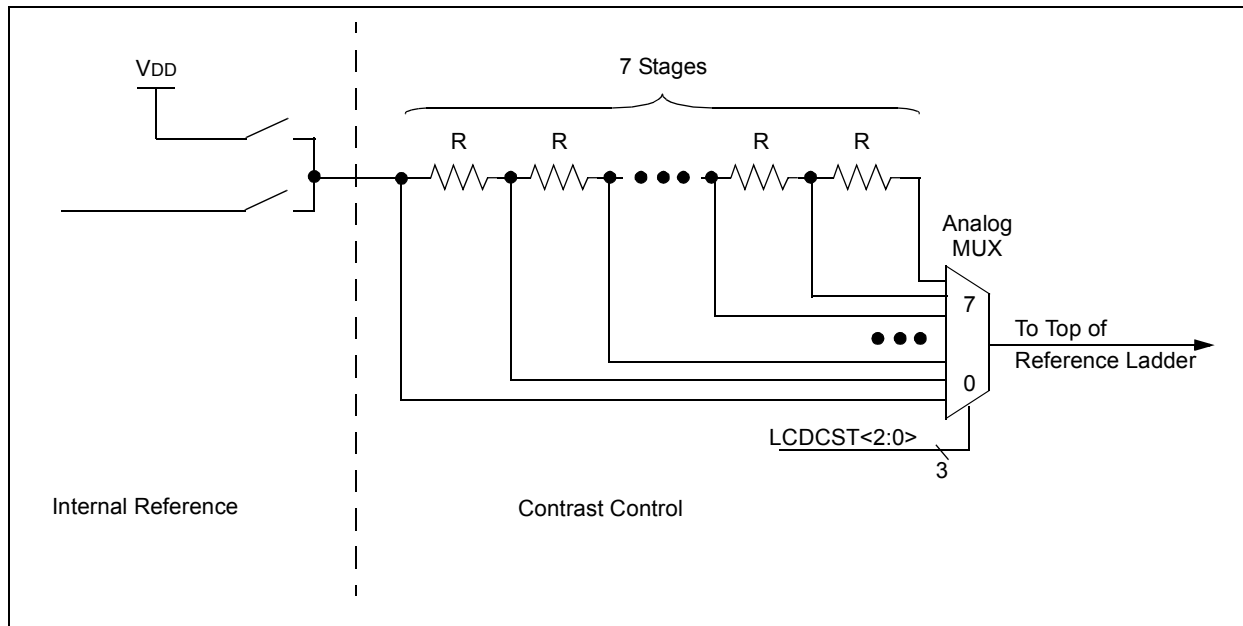 7 Stages
VDD
R
R
R
R
Analog
MUX
7
To Top of
Reference Ladder
0
LCDCST<2:0>
3
Internal Reference
Contrast Control